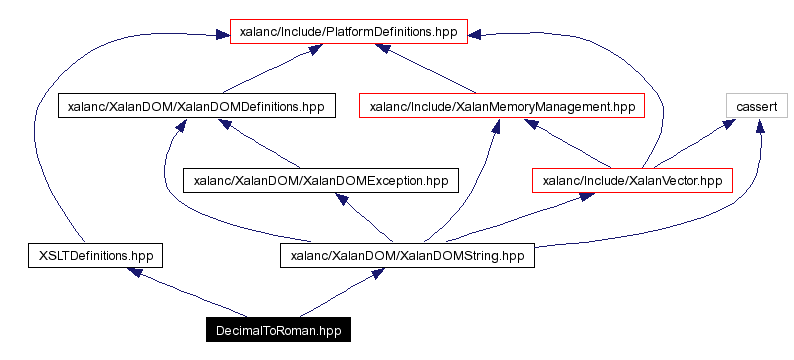 xalanc/Include/PlatformDefinitions.hpp
xalanc/XalanDOM/XalanDOMDefinitions.hpp
xalanc/Include/XalanMemoryManagement.hpp
cassert
xalanc/XalanDOM/XalanDOMException.hpp
xalanc/Include/XalanVector.hpp
XSLTDefinitions.hpp
xalanc/XalanDOM/XalanDOMString.hpp
DecimalToRoman.hpp